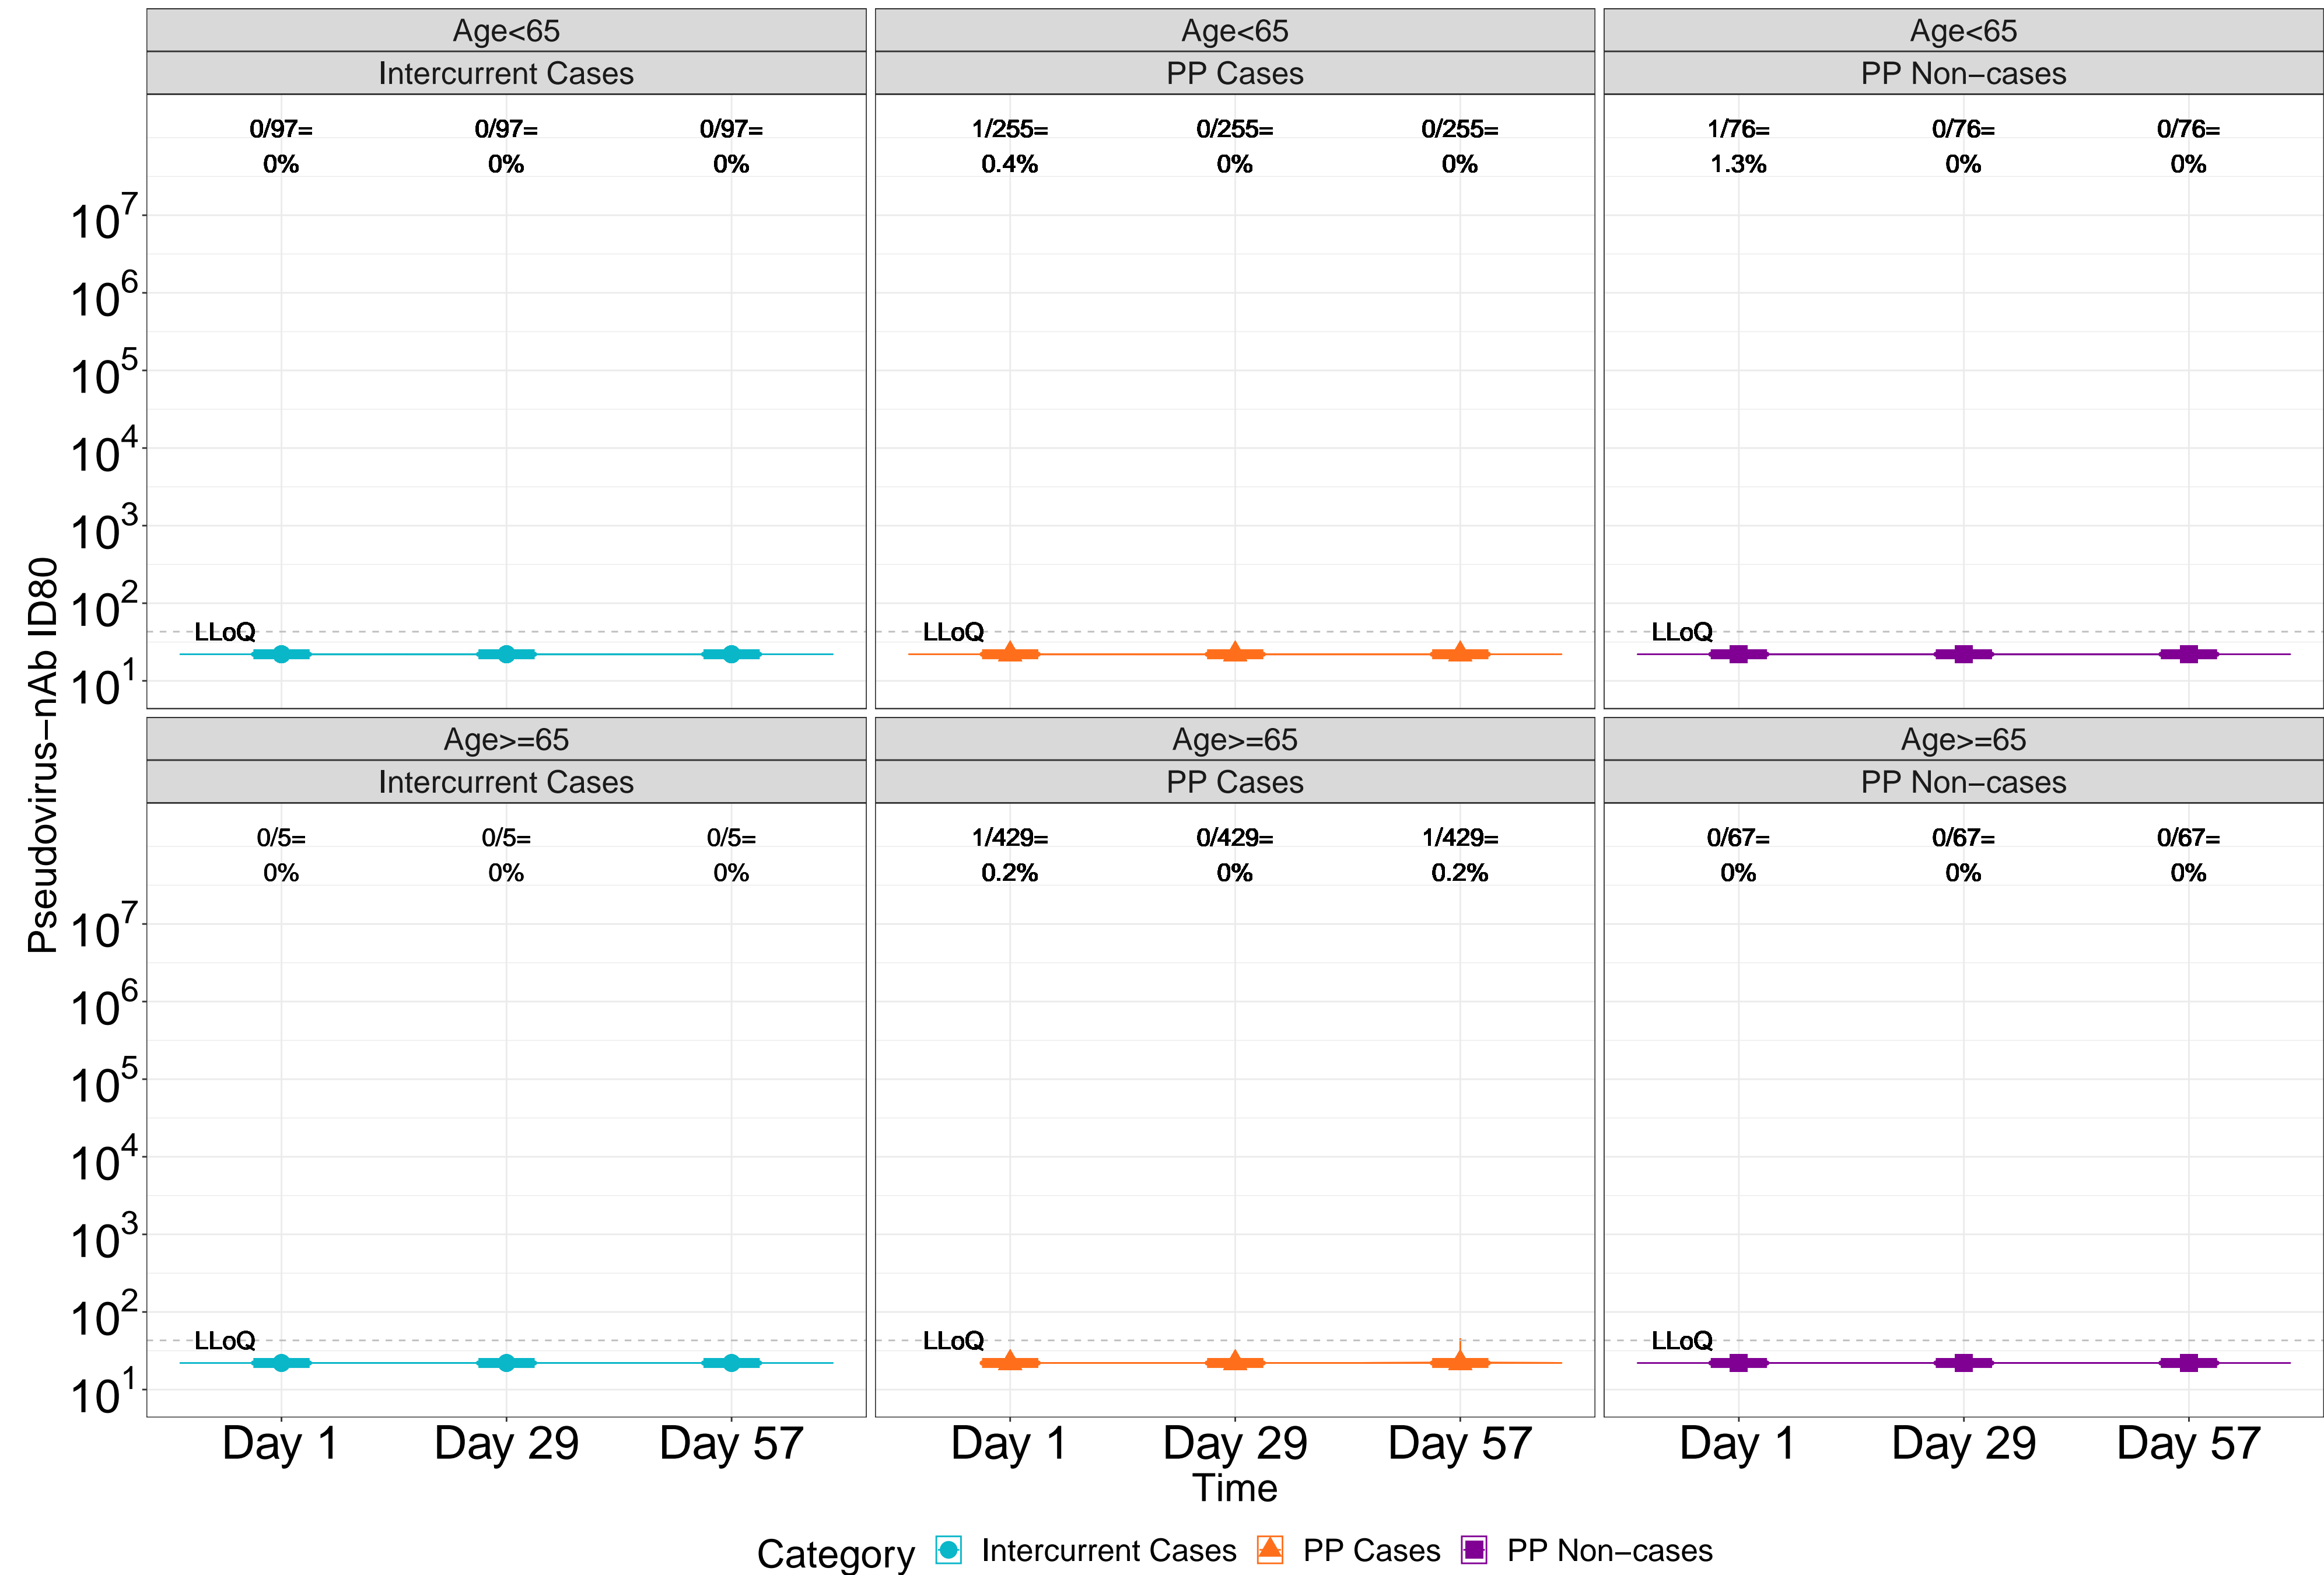 Age<65 Age<65 Age<65
Intercurrent Cases PP Cases PP Non−cases
0/97= 0/97= 0/97= 1/255= 0/255= 0/255= 1/76= 0/76= 0/76=
0% 0% 0% 0.4% 0% 0% 1.3% 0% 0%
10^7
10^6
10^5
10^4
10^3
10^2
LLoQ LLoQ LLoQ
10^1
Pseudovirus−nAb ID80
Age>=65 Age>=65 Age>=65
Intercurrent Cases PP Cases PP Non−cases
0/5= 0/5= 0/5= 1/429= 0/429= 1/429= 0/67= 0/67= 0/67=
0% 0% 0% 0.2% 0% 0.2% 0% 0% 0%
10^7
10^6
10^5
10^4
10^3
10^2
LLoQ LLoQ LLoQ
10^1
Day 1 Day 29 Day 57 Day 1 Day 29 Day 57 Day 1 Day 29 Day 57
Time
Category Intercurrent Cases PP Cases PP Non−cases